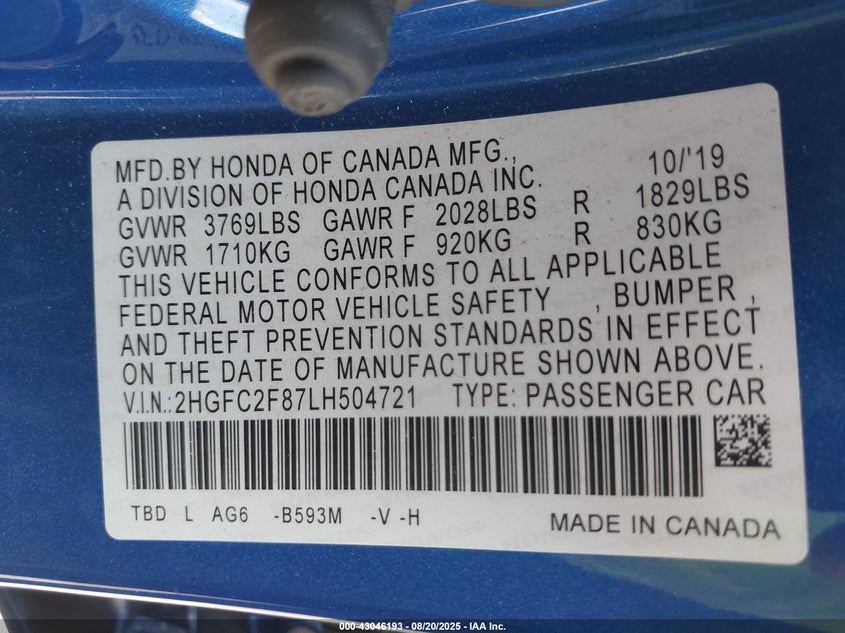 MFD.BY HONDA OF CANADA MFG., 10/'19
A DIVISION OF HONDA CANADA INC.
GVWR 3769LBS GAWR F 2028LBS R 1829LBS
GVWR 1710KG GAWR F 920KG R 830KG
THIS VEHICLE CONFORMS TO ALL APPLICABLE
FEDERAL MOTOR VEHICLE SAFETY , BUMPER ,
AND THEFT PREVENTION STANDARDS IN EFFECT
ON THE DATE OF MANUFACTURE SHOWN ABOVE.
V.I.N.:2HGFC2F87LH504721 TYPE: PASSENGER CAR
TBD L AG6 -B593M -V -H MADE IN CANADA
000-43046193 - 08/20/2025 - IAA Inc.